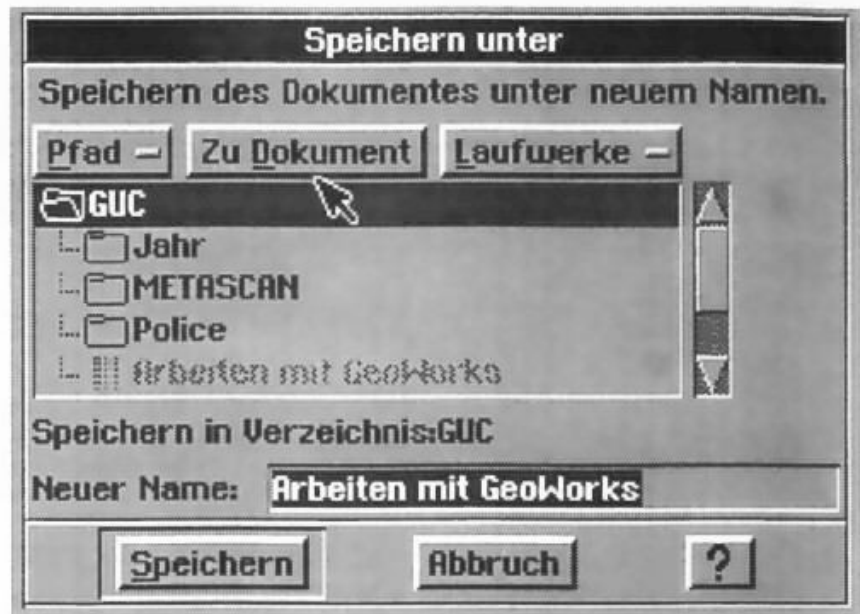 Speichern unter
Speichern des Dokumentes unter neuem Namen.
Pfad Zu Dokument Laufwerke
GUC
Jahr
METASCAN
Police
Arbeiten mit GeoWorks
Speichern in Verzeichnis:GUC
Neuer Name: Arbeiten mit GeoWorks
Speichern Abbruch ?